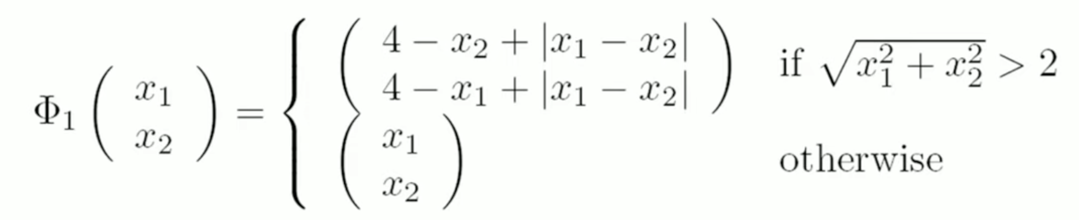 Φ₁ ( x₁ x₂ ) = { ( 4 − x₂ + |x₁ − x₂| 4 − x₁ + |x₁ − x₂| ) if √(x₁² + x₂²) > 2
( x₁ x₂ ) otherwise